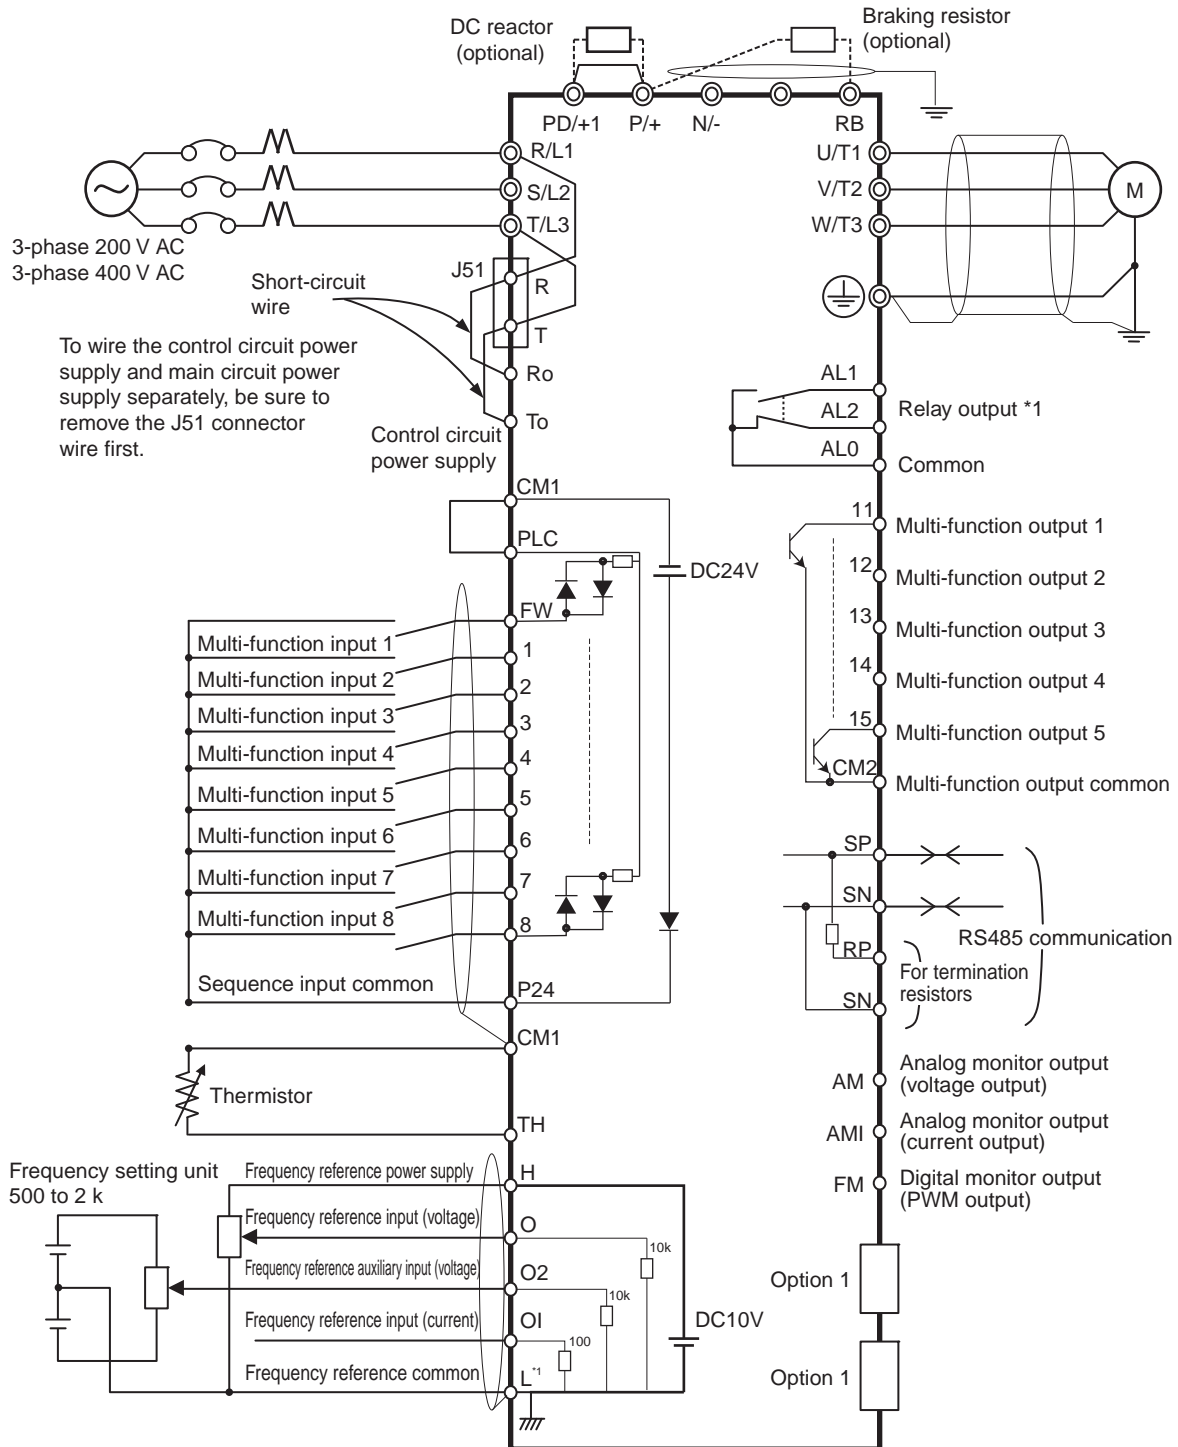 DC reactor
(optional)
Braking resistor
(optional)
PD/+1
P/+
N/-
RB
R/L1
S/L2
T/L3
U/T1
V/T2
W/T3
M
3-phase 200 V AC
3-phase 400 V AC
J51
R
T
Short-circuit
wire
To wire the control circuit power
supply and main circuit power
supply separately, be sure to
remove the J51 connector
wire first.
Ro
To
Control circuit
power supply
AL1
AL2
Relay output *1
AL0
Common
CM1
PLC
DC24V
FW
Multi-function input 1
1
Multi-function input 2
2
Multi-function input 3
3
Multi-function input 4
4
Multi-function input 5
5
Multi-function input 6
6
Multi-function input 7
7
Multi-function input 8
8
Sequence input common
P24
CM1
Thermistor
TH
11
Multi-function output 1
12
Multi-function output 2
13
Multi-function output 3
14
Multi-function output 4
15
Multi-function output 5
CM2
Multi-function output common
SP
SN
RS485 communication
RP
For termination
resistors
SN
AM
Analog monitor output
(voltage output)
AMI
Analog monitor output
(current output)
FM
Digital monitor output
(PWM output)
Frequency setting unit
500 to 2 k
Frequency reference power supply
H
Frequency reference input (voltage)
O
10k
Frequency reference auxiliary input (voltage)
O2
10k
Frequency reference input (current)
OI
100
DC10V
Frequency reference common
L*1
Option 1
Option 1